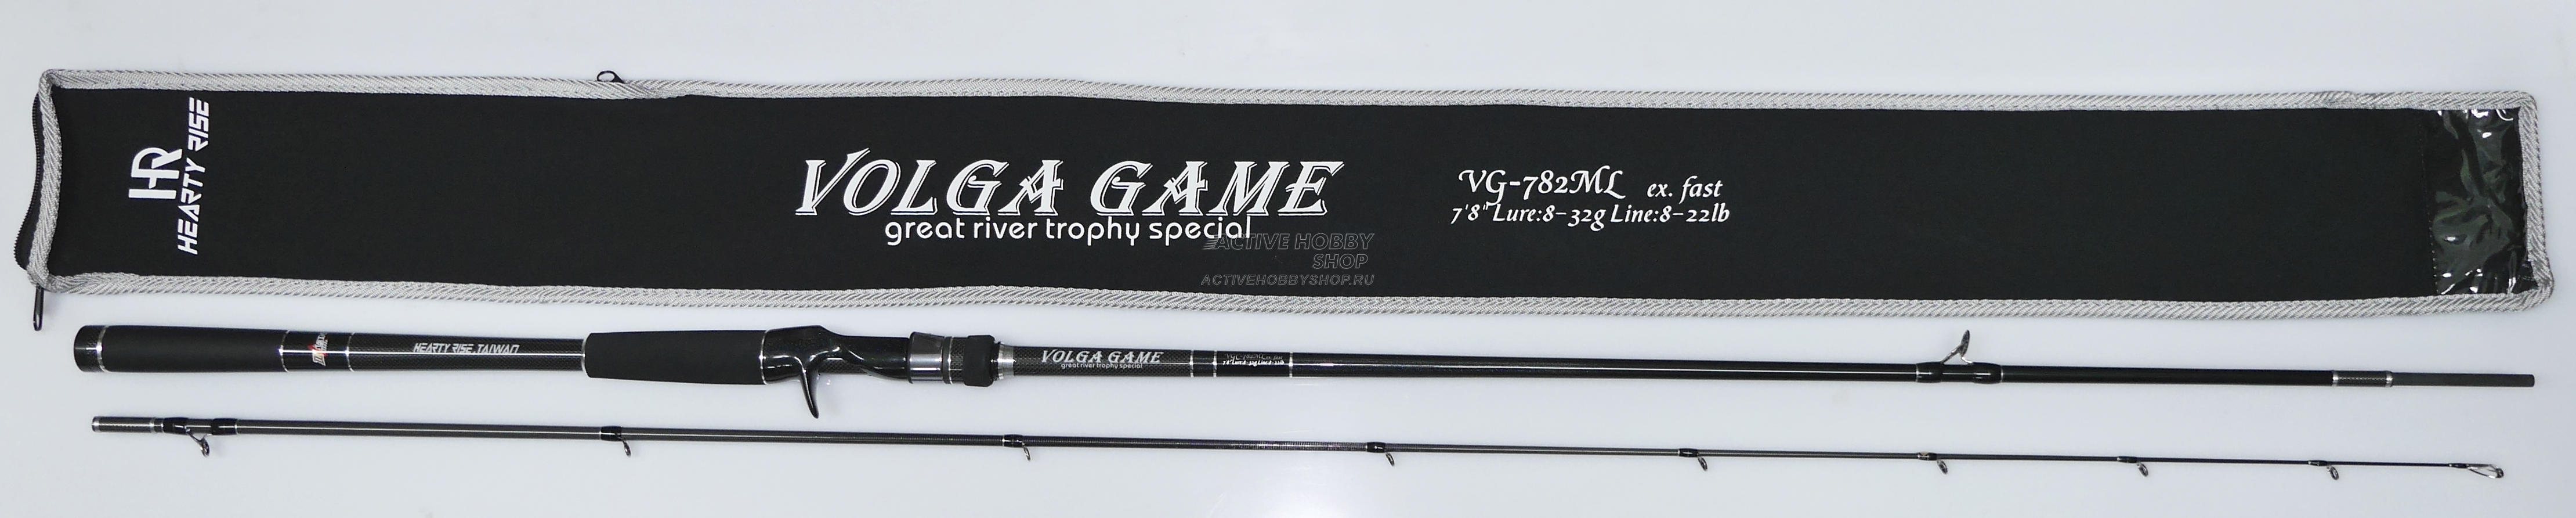 HR
HEARTY RISE
VOLGA GAME
great river trophy special
VG-782ML ex. fast
7'8" Lure:8-32g Line:8-22lb
ACTIVE HOBBY
SHOP
ACTIVEHOBBYSHOP.RU
HEARTY RISE.TAIWAN
VOLGA GAME
great river trophy special